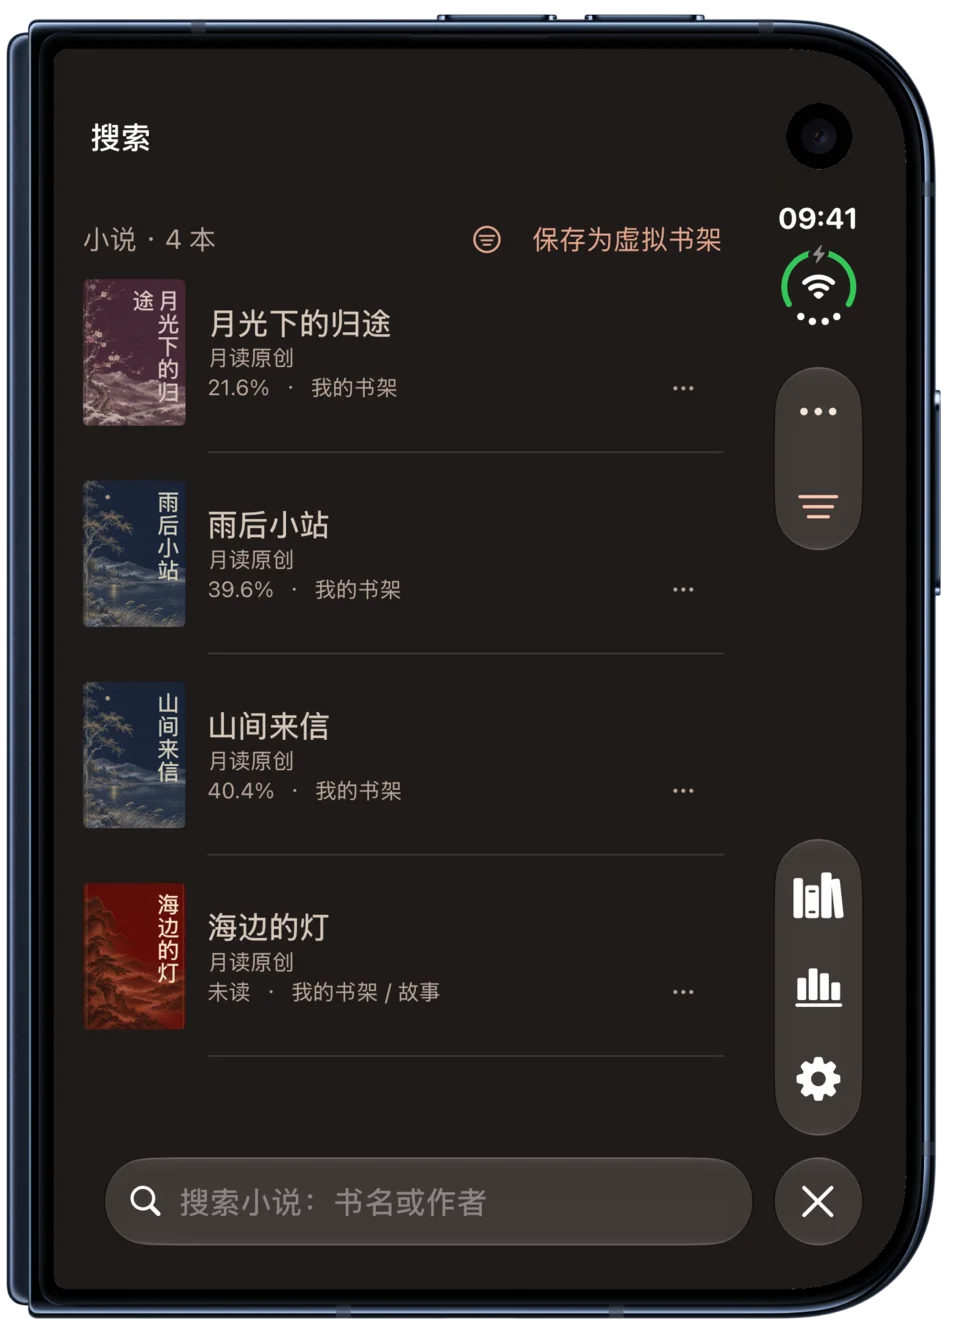 搜索
09:41
小说 · 4 本
保存为虚拟书架
月光下的归途
月光下的归途
月读原创
21.6% · 我的书架
雨后小站
雨后小站
月读原创
39.6% · 我的书架
山间来信
山间来信
月读原创
40.4% · 我的书架
海边的灯
海边的灯
月读原创
未读 · 我的书架 / 故事
搜索小说：书名或作者